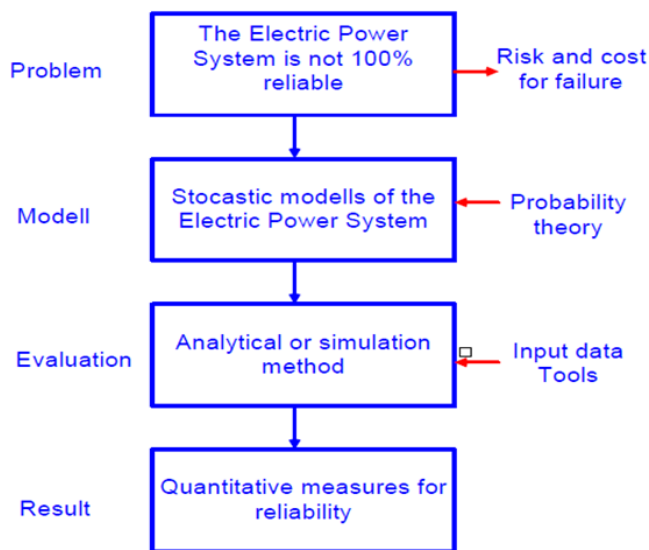 The Electric Power
System is not 100%
reliable
Problem
Risk and cost
for failure
Stocastic modells of the
Electric Power System
Modell
Probability
theory
Analytical or simulation
method
Evaluation
Input data
Tools
Quantitative measures for
reliability
Result